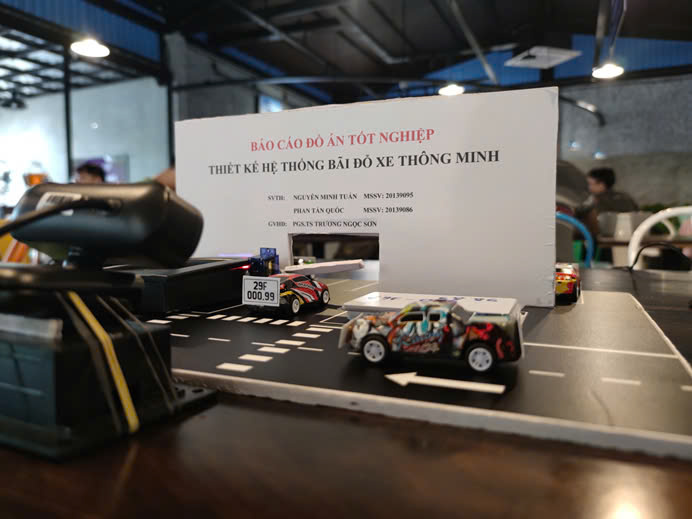 BÁO CÁO ĐỒ ÁN TỐT NGHIỆP
THIẾT KẾ HỆ THỐNG BÃI ĐỖ XE THÔNG MINH
SVTH: NGUYỄN MINH TUẤN MSSV: 20139095
PHAN TẤN QUỐC MSSV: 20139086
GVHD: PGS.TS TRƯƠNG NGỌC SƠN
29F
000.99